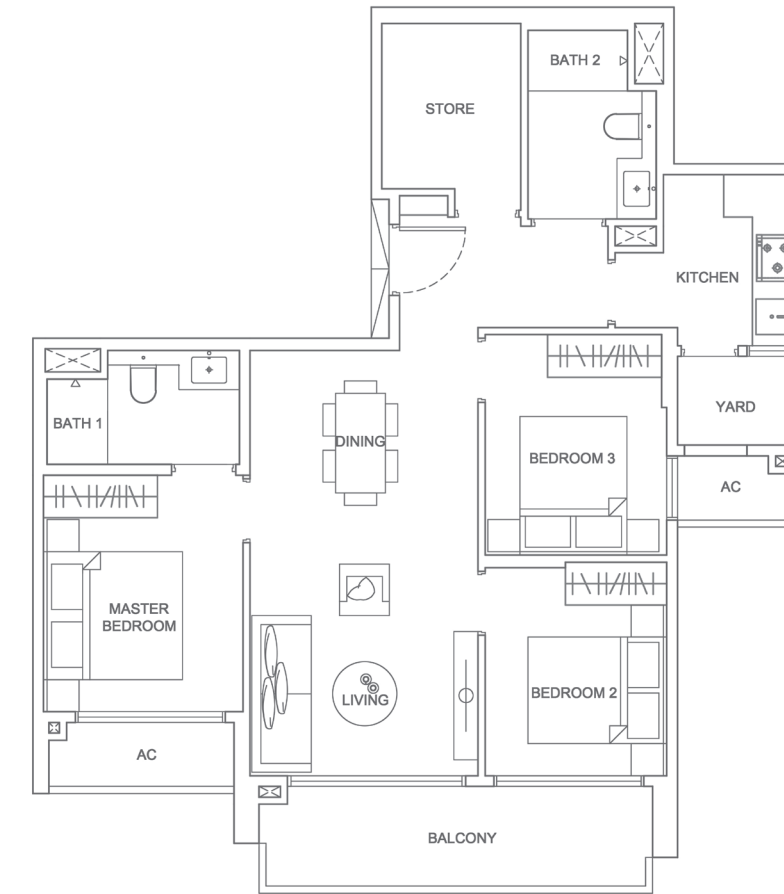 BATH 2
STORE
KITCHEN
BATH 1
DINING
YARD
BEDROOM 3
AC
MASTER
BEDROOM
LIVING
BEDROOM 2
AC
BALCONY